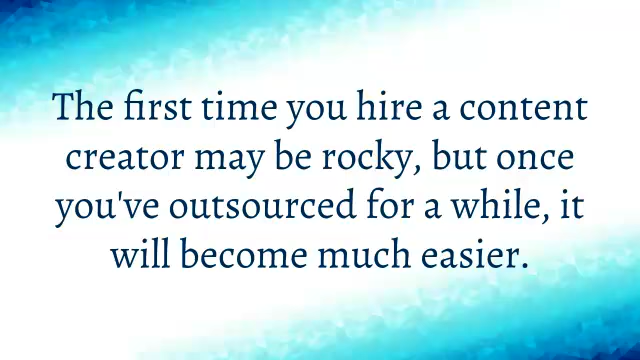 The first time you hire a content
creator may be rocky, but once
you've outsourced for a while, it
will become much easier.